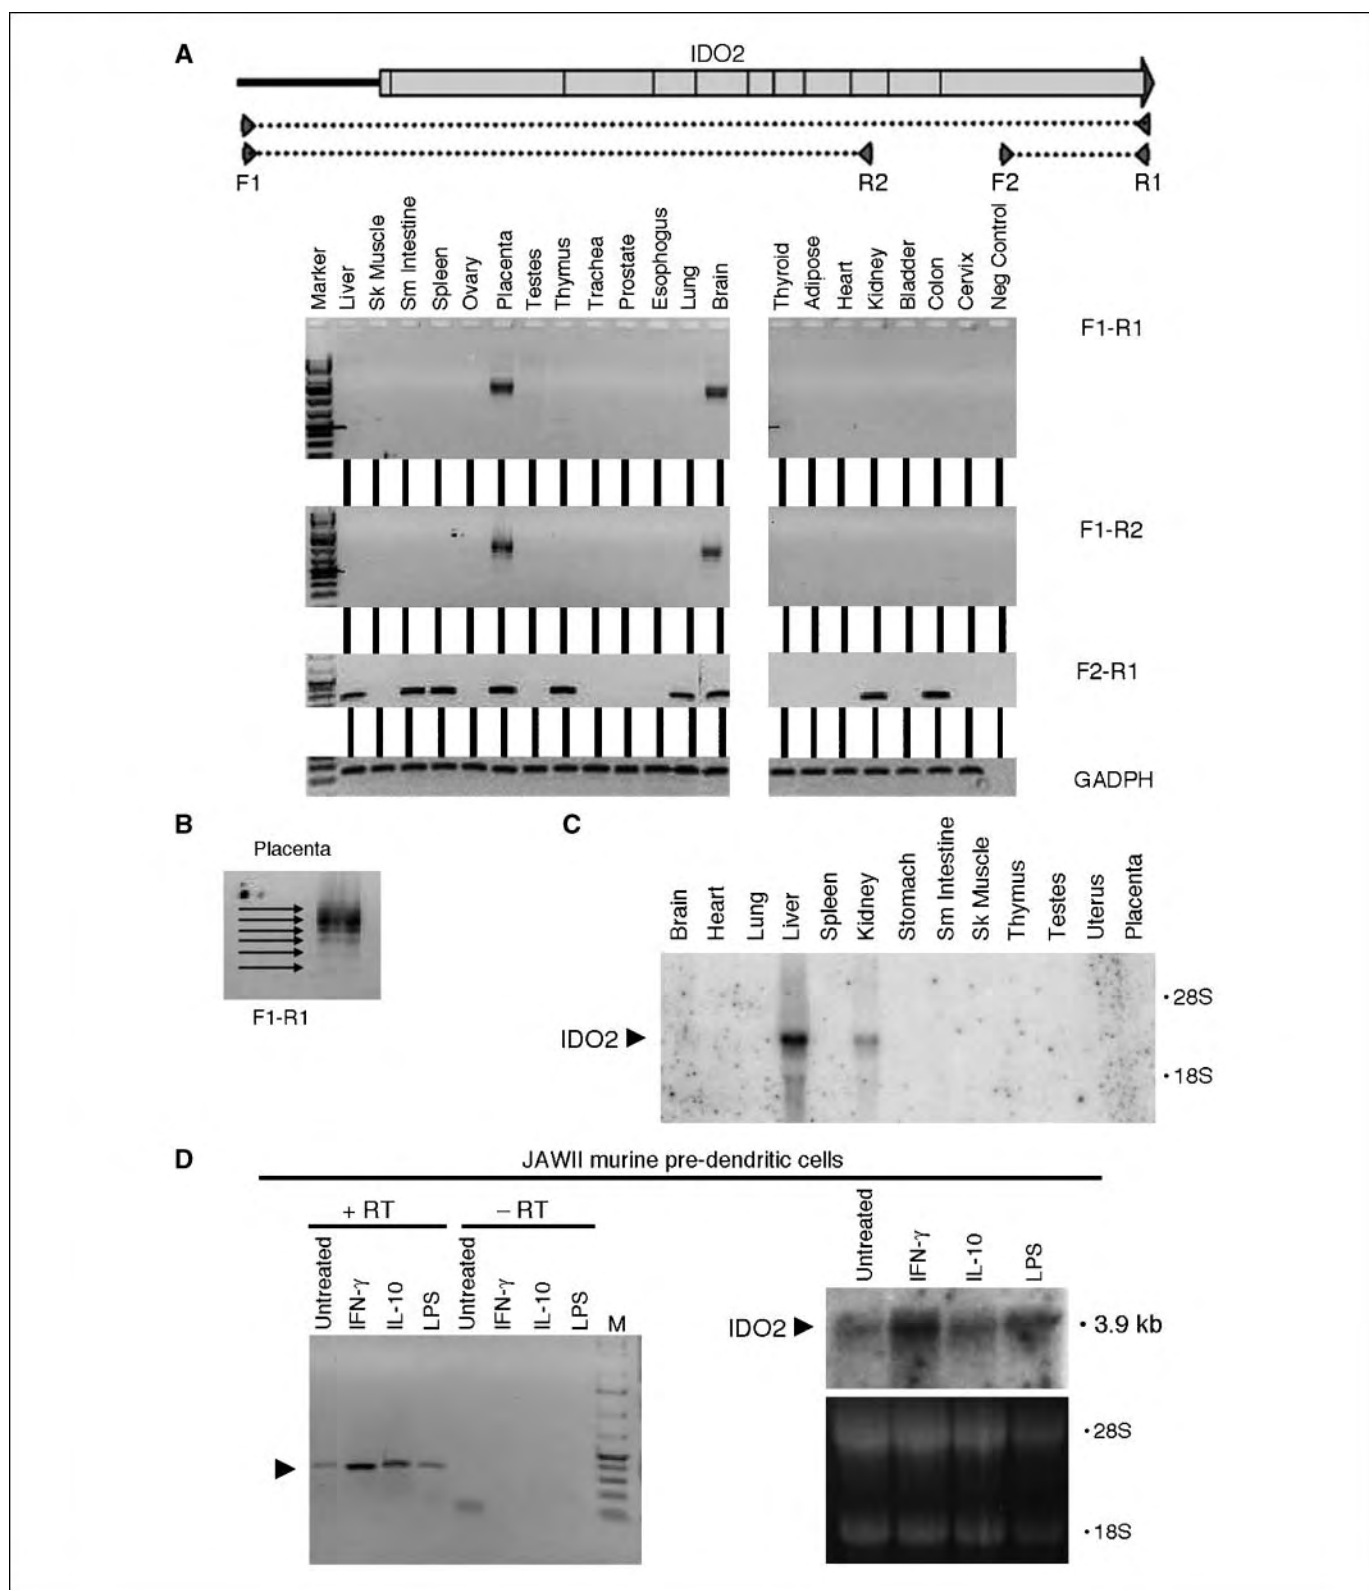 A
IDO2
F1 R2 F2 R1
Marker
Liver
Sk Muscle
Sm Intestine
Spleen
Ovary
Placenta
Testes
Thymus
Trachea
Prostate
Esophogus
Lung
Brain
Thyroid
Adipose
Heart
Kidney
Bladder
Colon
Cervix
Neg Control
F1-R1
F1-R2
F2-R1
GADPH
B
Placenta
F1-R1
C
Brain
Heart
Lung
Liver
Spleen
Kidney
Stomach
Sm Intestine
Sk Muscle
Thymus
Testes
Uterus
Placenta
•28S
IDO2
•18S
D
JAWII murine pre-dendritic cells
+ RT – RT
Untreated
IFN-γ
IL-10
LPS
Untreated
IFN-γ
IL-10
LPS
M
Untreated
IFN-γ
IL-10
LPS
IDO2
•3.9 kb
•28S
•18S